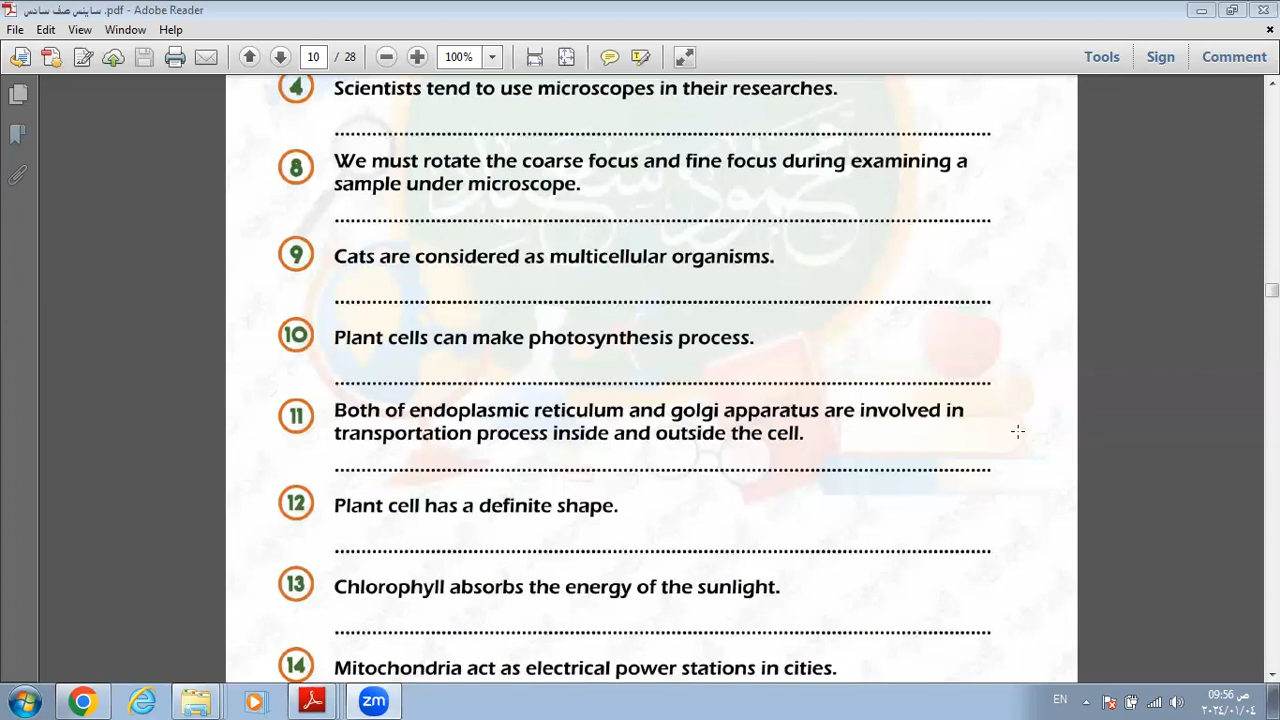 ساينس صف سادس .pdf - Adobe Reader
File Edit View Window Help
10 / 28 100% Tools Sign Comment
4 Scientists tend to use microscopes in their researches.
8 We must rotate the coarse focus and fine focus during examining a
sample under microscope.
9 Cats are considered as multicellular organisms.
10 Plant cells can make photosynthesis process.
11 Both of endoplasmic reticulum and golgi apparatus are involved in
transportation process inside and outside the cell.
12 Plant cell has a definite shape.
13 Chlorophyll absorbs the energy of the sunlight.
14 Mitochondria act as electrical power stations in cities.
zm EN 09:56 ص
٢٠٢٤/٠١/٠٤